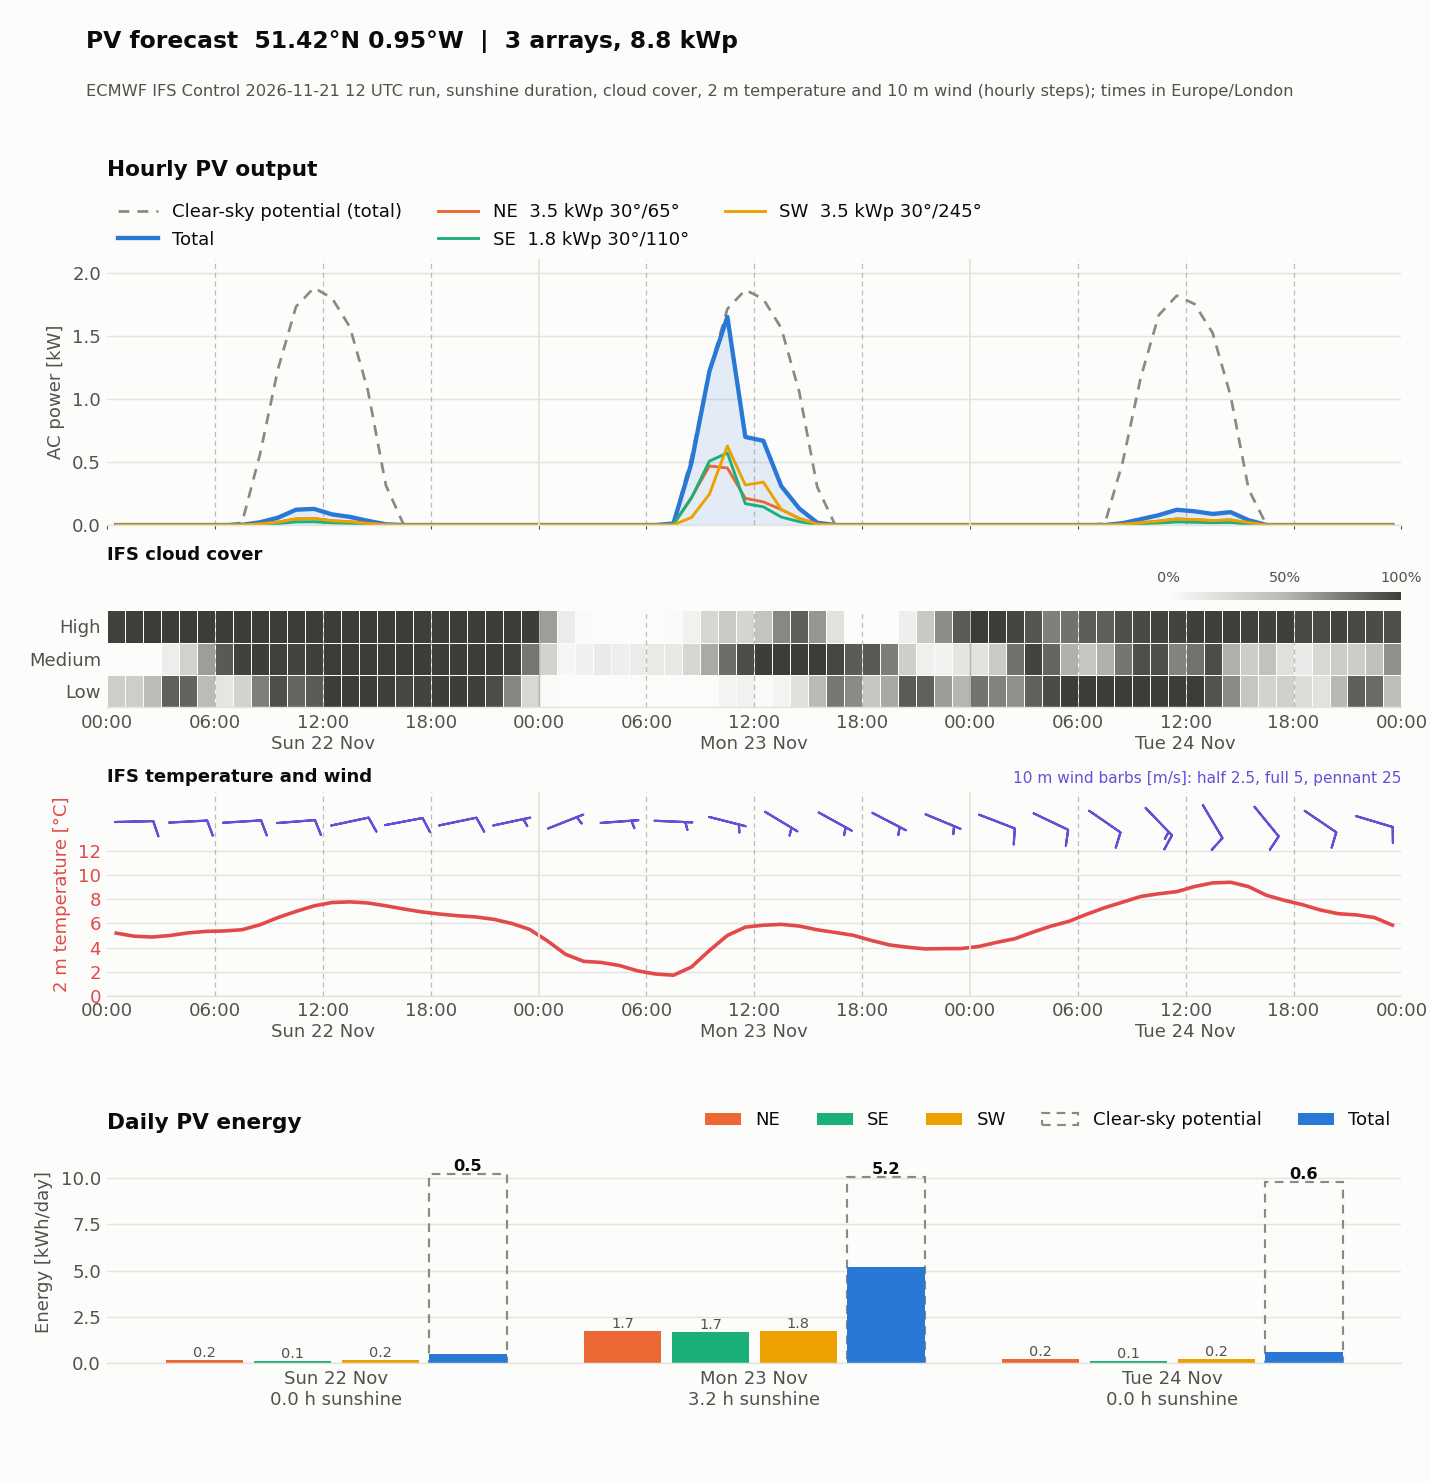 PV forecast  51.42°N 0.95°W  |  3 arrays, 8.8 kWp
ECMWF IFS Control 2026-11-21 12 UTC run, sunshine duration, cloud cover, 2 m temperature and 10 m wind (hourly steps); times in Europe/London
Hourly PV output
Clear-sky potential (total)
Total
NE  3.5 kWp 30°/65°
SE  1.8 kWp 30°/110°
SW  3.5 kWp 30°/245°
AC power [kW]
2.0
1.5
1.0
0.5
0.0
IFS cloud cover
0% 50% 100%
High
Medium
Low
00:00 06:00 12:00 18:00 00:00 06:00 12:00 18:00 00:00 06:00 12:00 18:00 00:00
Sun 22 Nov Mon 23 Nov Tue 24 Nov
IFS temperature and wind
10 m wind barbs [m/s]: half 2.5, full 5, pennant 25
2 m temperature [°C]
12
10
8
6
4
2
0
00:00 06:00 12:00 18:00 00:00 06:00 12:00 18:00 00:00 06:00 12:00 18:00 00:00
Sun 22 Nov Mon 23 Nov Tue 24 Nov
Daily PV energy
NE SE SW Clear-sky potential Total
Energy [kWh/day]
10.0
7.5
5.0
2.5
0.0
0.2 0.1 0.2 0.5
1.7 1.7 1.8 5.2
0.2 0.1 0.2 0.6
Sun 22 Nov
0.0 h sunshine
Mon 23 Nov
3.2 h sunshine
Tue 24 Nov
0.0 h sunshine